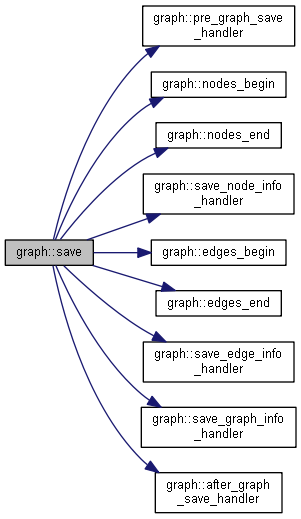 graph::pre_graph_save
_handler
graph::nodes_begin
graph::nodes_end
graph::save_node_info
_handler
graph::save
graph::edges_begin
graph::edges_end
graph::save_edge_info
_handler
graph::save_graph_info
_handler
graph::after_graph
_save_handler